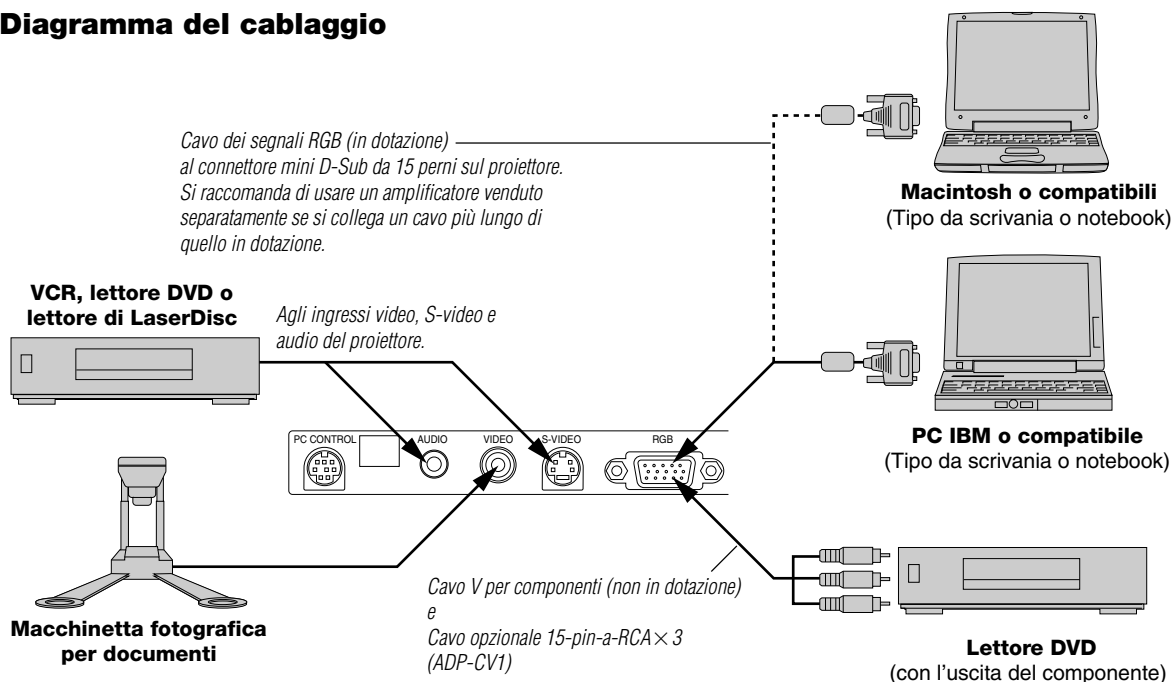 Diagramma del cablaggio
Cavo dei segnali RGB (in dotazione)
al connettore mini D-Sub da 15 perni sul proiettore.
Si raccomanda di usare un amplificatore venduto
separatamente se si collega un cavo più lungo di
quello in dotazione.
Macintosh o compatibili
(Tipo da scrivania o notebook)
VCR, lettore DVD o
lettore di LaserDisc
Agli ingressi video, S-video e
audio del proiettore.
PC CONTROL
AUDIO
VIDEO
S-VIDEO
RGB
PC IBM o compatibile
(Tipo da scrivania o notebook)
Macchinetta fotografica
per documenti
Cavo V per componenti (non in dotazione)
e
Cavo opzionale 15-pin-a-RCA×3
(ADP-CV1)
Lettore DVD
(con l'uscita del componente)